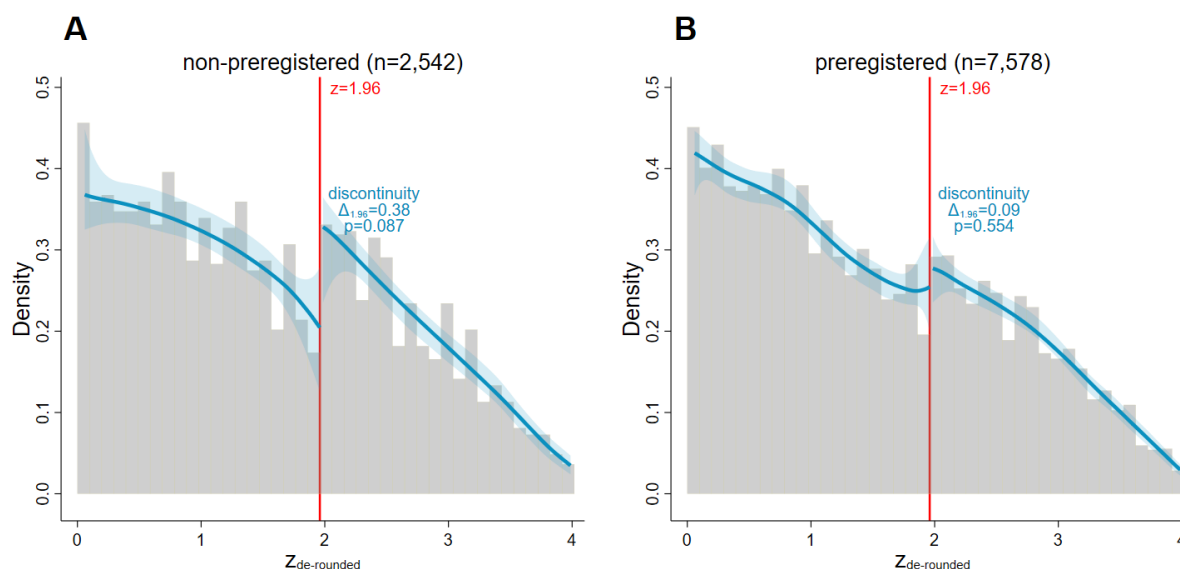 A
non-preregistered (n=2,542)
z=1.96
discontinuity
Δ1.96=0.38
p=0.087
Density
0.5
0.4
0.3
0.2
0.1
0.0
0 1 2 3 4
Zde-rounded
B
preregistered (n=7,578)
z=1.96
discontinuity
Δ1.96=0.09
p=0.554
Density
0.5
0.4
0.3
0.2
0.1
0.0
0 1 2 3 4
Zde-rounded